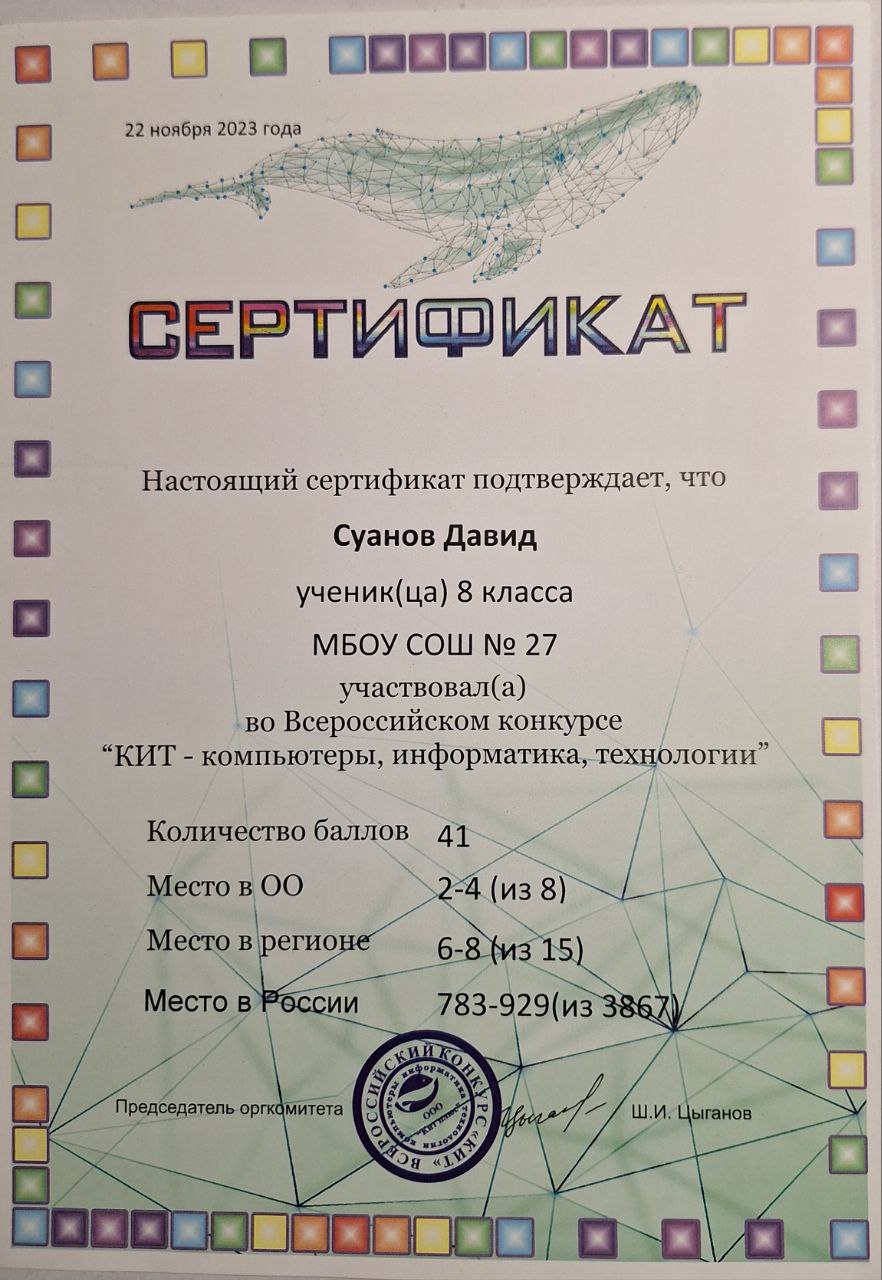 22 ноября 2023 года
СЕРТИФИКАТ
Настоящий сертификат подтверждает, что
Суанов Давид
ученик(ца) 8 класса
МБОУ СОШ № 27
участвовал(а)
во Всероссийском конкурсе
“КИТ - компьютеры, информатика, технологии”
Количество баллов 41
Место в ОО 2-4 (из 8)
Место в регионе 6-8 (из 15)
Место в России 783-929(из 3867)
Председатель оргкомитета
ВСЕРОССИЙСКИЙ КОНКУРС «КИТ»
компьютеры информатика технологии
ООО
"КИТплюс"
Ш.И. Цыганов